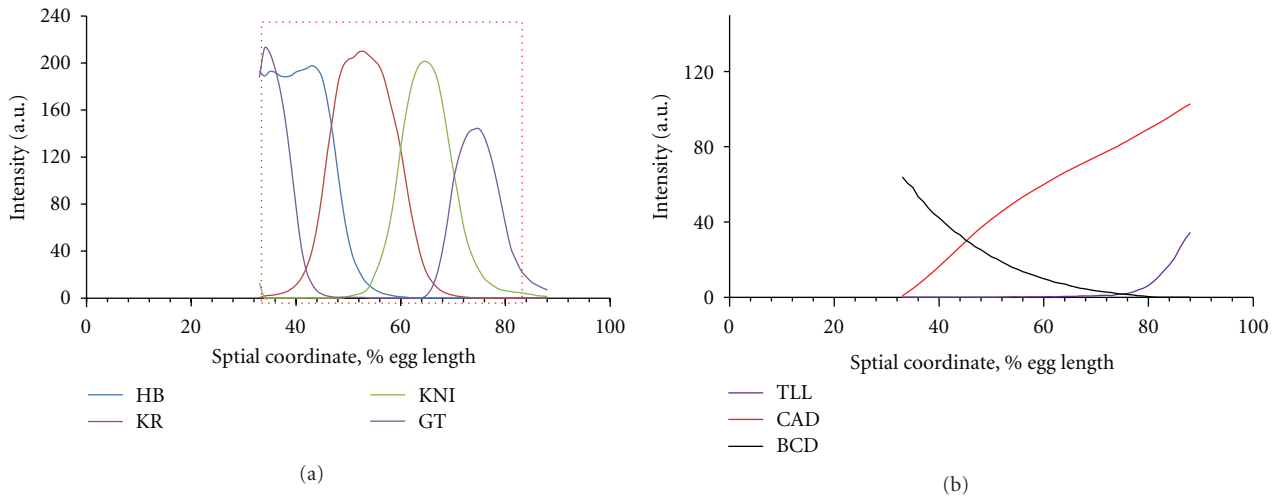 240
200
160
120
80
40
0
Intensity (a.u.)
0 20 40 60 80 100
Sptial coordinate, % egg length
HB KNI
KR GT
(a)
120
80
40
0
Intensity (a.u.)
0 20 40 60 80 100
Sptial coordinate, % egg length
TLL
CAD
BCD
(b)